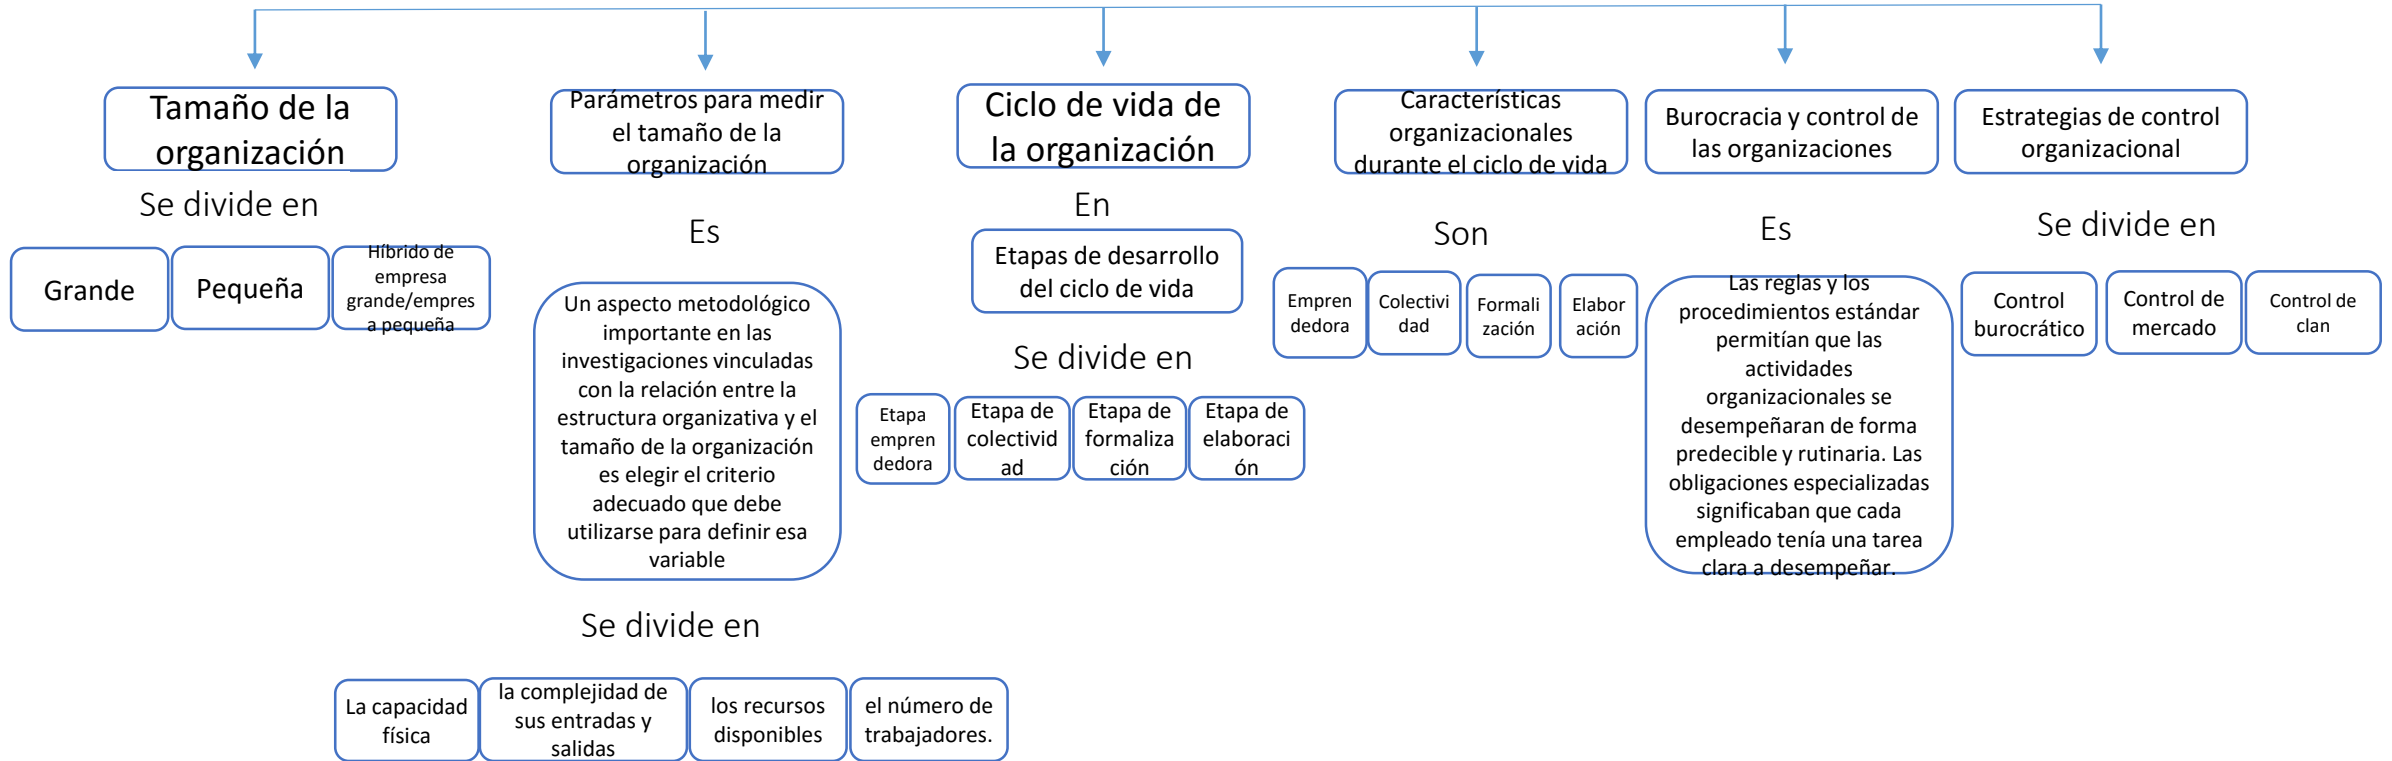 Tamaño de la
organización
Se divide en
Grande
Pequeña
Híbrido de
empresa
grande/empres
a pequeña
Parámetros para medir
el tamaño de la
organización
Es
Un aspecto metodológico
importante en las
investigaciones vinculadas
con la relación entre la
estructura organizativa y el
tamaño de la organización
es elegir el criterio
adecuado que debe
utilizarse para definir esa
variable
Se divide en
La capacidad
física
la complejidad de
sus entradas y
salidas
los recursos
disponibles
el número de
trabajadores.
Ciclo de vida de
la organización
En
Etapas de desarrollo
del ciclo de vida
Se divide en
Etapa
empren
dedora
Etapa de
colectivid
ad
Etapa de
formaliza
ción
Etapa de
elaboraci
ón
Características
organizacionales
durante el ciclo de vida
Son
Empren
dedora
Colectivi
dad
Formali
zación
Elabor
ación
Burocracia y control de
las organizaciones
Es
Las reglas y los
procedimientos estándar
permitían que las
actividades
organizacionales se
desempeñaran de forma
predecible y rutinaria. Las
obligaciones especializadas
significaban que cada
empleado tenía una tarea
clara a desempeñar.
Estrategias de control
organizacional
Se divide en
Control
burocrático
Control de
mercado
Control de
clan